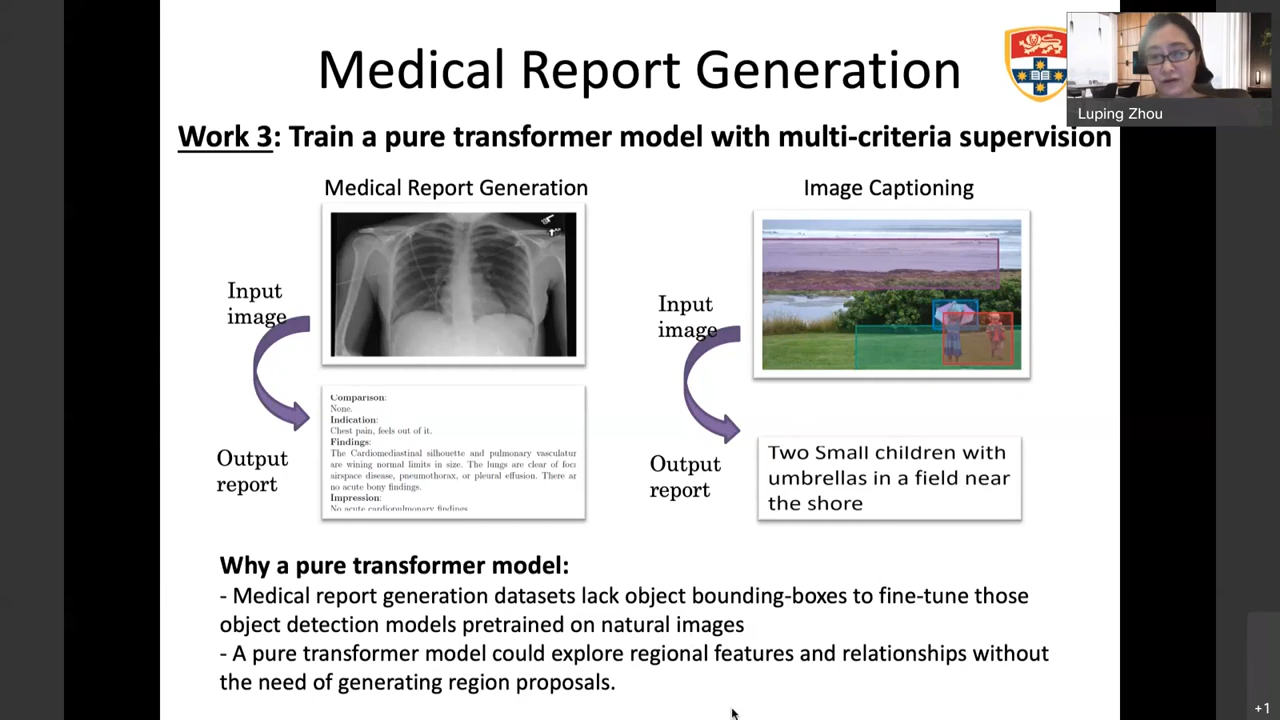 Medical Report Generation
Luping Zhou
Work 3: Train a pure transformer model with multi-criteria supervision
Medical Report Generation
Image Captioning
Input
image
Output
report
Comparison:
None.
Indication:
Chest pain, feels out of it.
Findings:
The Cardiomediastinal silhouette and pulmonary vasculatur
are wining normal limits in size. The lungs are clear of foca
airspace disease, pneumothorax, or pleural effusion. There ar
no acute bony findings.
Impression:
No acute cardiopulmonary findings
Input
image
Output
report
Two Small children with
umbrellas in a field near
the shore
Why a pure transformer model:
- Medical report generation datasets lack object bounding-boxes to fine-tune those
object detection models pretrained on natural images
- A pure transformer model could explore regional features and relationships without
the need of generating region proposals.
+1